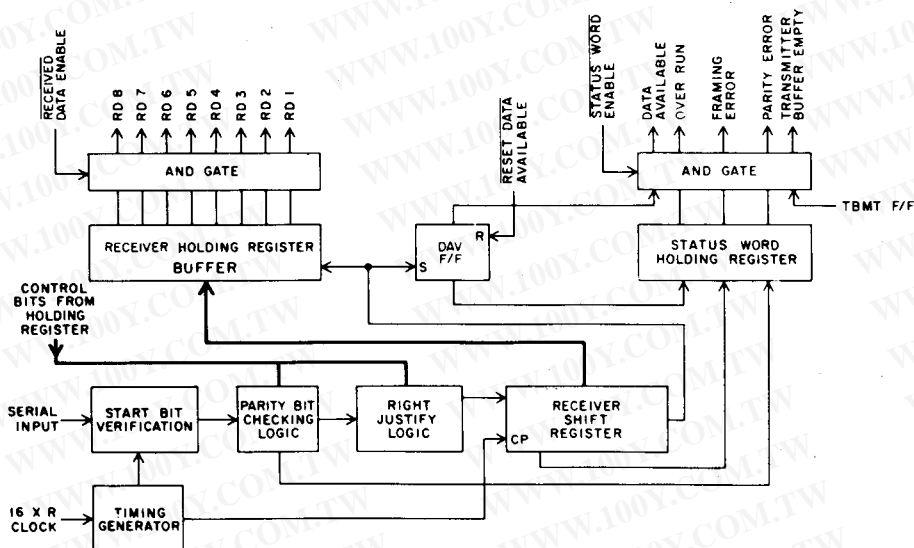 RECEIVED
DATA ENABLE
RD 8
RD 7
RD 6
RD 5
RD 4
RD 3
RD 2
RD 1
STATUS WORD
ENABLE
DATA
AVAILABLE
OVER RUN
FRAMING
ERROR
PARITY ERROR
TRANSMITTER
BUFFER EMPTY
RESET DATA
AVAILABLE
AND GATE
AND GATE
TBMT F/F
RECEIVER HOLDING REGISTER
BUFFER
R
DAV
F/F
S
STATUS WORD
HOLDING REGISTER
CONTROL
BITS FROM
HOLDING
REGISTER
SERIAL
INPUT
START BIT
VERIFICATION
PARITY BIT
CHECKING
LOGIC
RIGHT
JUSTIFY
LOGIC
RECEIVER
SHIFT
REGISTER
CP
16 X R
CLOCK
TIMING
GENERATOR
WWW.100Y.COM.TW